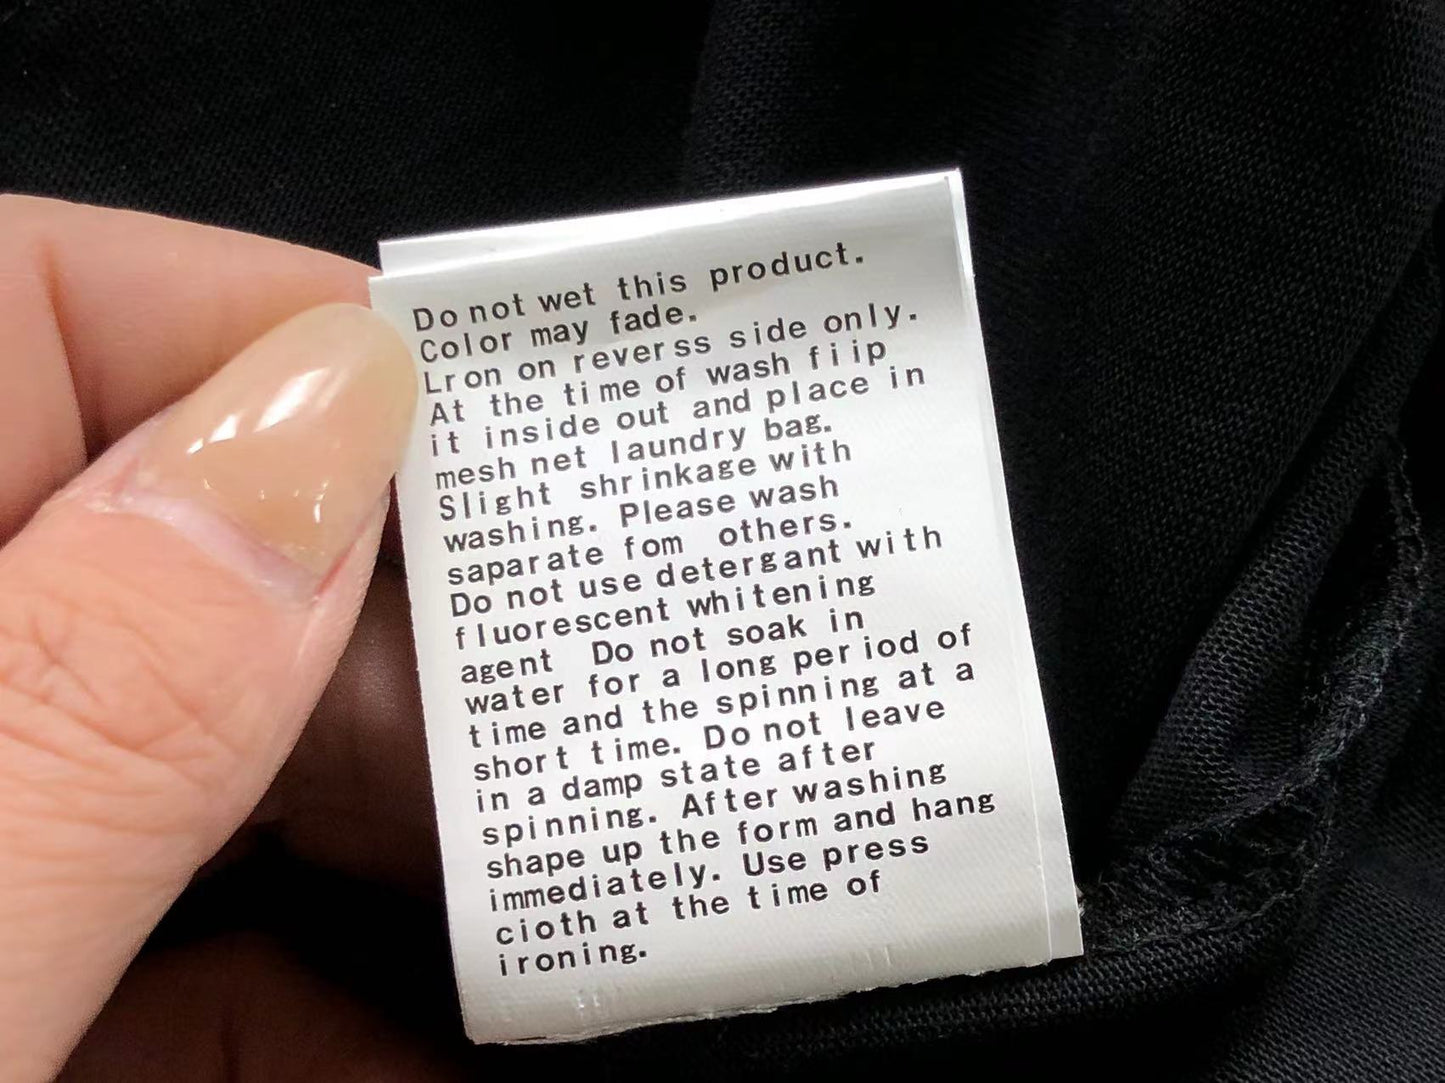 Do not wet this product.
Color may fade.
Lron on reverss side only.
At the time of wash fiip
it inside out and place in
mesh net laundry bag.
Slight shrinkage with
washing. Please wash
saparate fom others.
Do not use detergant with
fluorescent whitening
agent Do not soak in
water for a long period of
time and the spinning at a
short time. Do not leave
in a damp state after
spinning. After washing
shape up the form and hang
immediately. Use press
cioth at the time of
ironing.